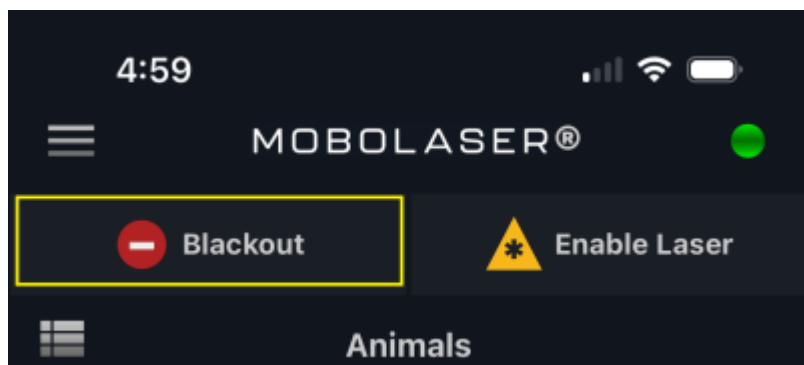 4:59
MOBOLASER®
Blackout
Enable Laser
Animals